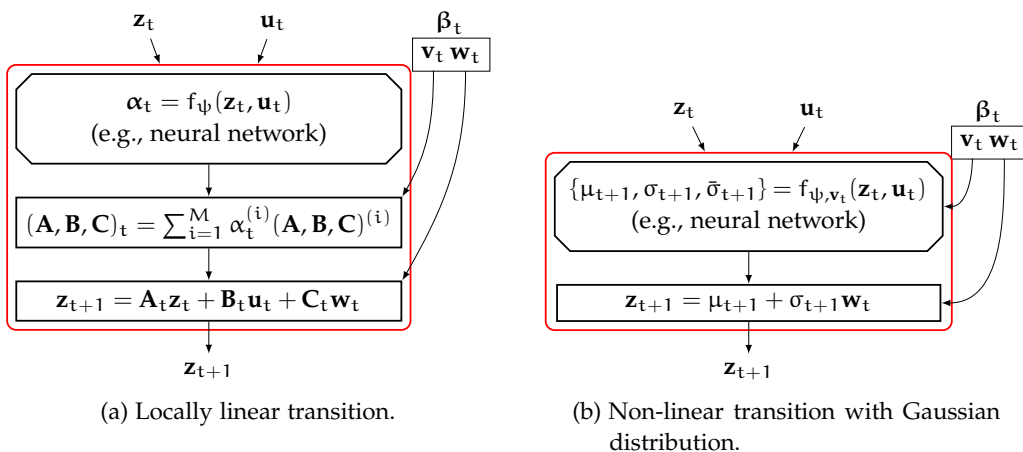 z_t u_t β_t
v_t w_t
α_t = f_ψ(z_t, u_t)
(e.g., neural network)
(A, B, C)_t = ∑_{i=1}^{M} α_t^{(i)} (A, B, C)^{(i)}
z_{t+1} = A_t z_t + B_t u_t + C_t w_t
z_{t+1}
(a) Locally linear transition.
z_t u_t β_t
v_t w_t
{μ_{t+1}, σ_{t+1}, σ̄_{t+1}} = f_{ψ,v_t}(z_t, u_t)
(e.g., neural network)
z_{t+1} = μ_{t+1} + σ_{t+1} w_t
z_{t+1}
(b) Non-linear transition with Gaussian
distribution.